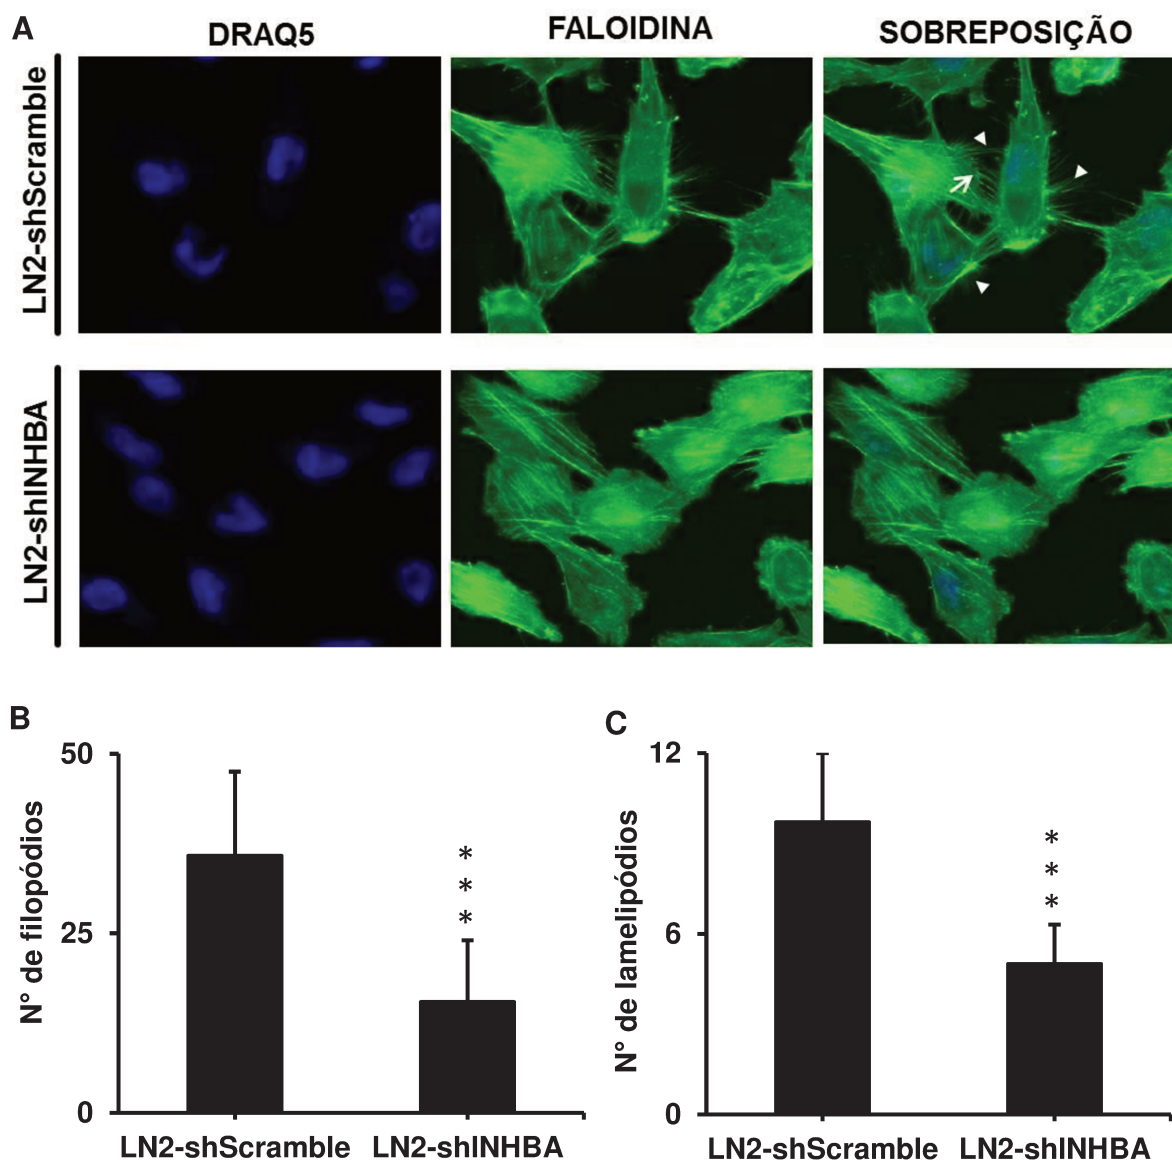 A
DRAQ5
FALOIDINA
SOBREPOSIÇÃO
LN2-shScramble
LN2-shINHBA
B
50
25
0
N° de filopódios
*
*
*
LN2-shScramble
LN2-shINHBA
C
12
6
0
N° de lamelipódios
*
*
*
LN2-shScramble
LN2-shINHBA